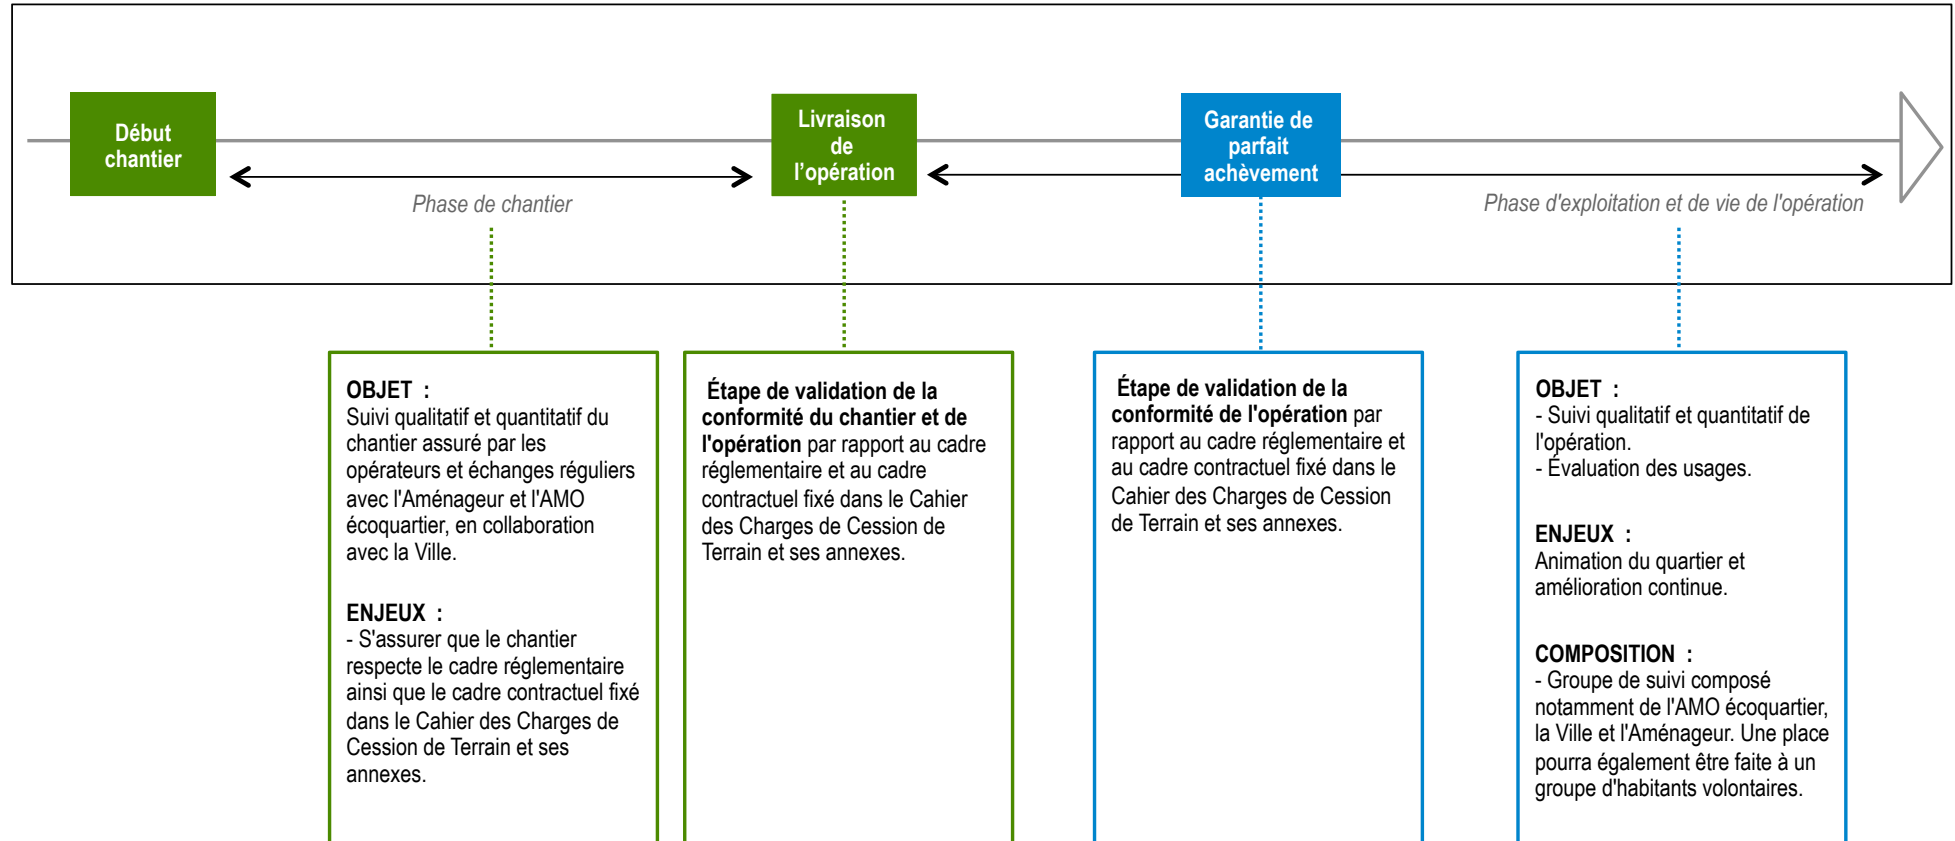 Début
chantier
Livraison
de
l'opération
Garantie de
parfait
achèvement
Phase de chantier
Phase d'exploitation et de vie de l'opération
OBJET :
Suivi qualitatif et quantitatif du
chantier assuré par les
opérateurs et échanges réguliers
avec l'Aménageur et l'AMO
écoquartier, en collaboration
avec la Ville.
ENJEUX :
- S'assurer que le chantier
respecte le cadre réglementaire
ainsi que le cadre contractuel fixé
dans le Cahier des Charges de
Cession de Terrain et ses
annexes.
Étape de validation de la
conformité du chantier et de
l'opération par rapport au cadre
réglementaire et au cadre
contractuel fixé dans le Cahier
des Charges de Cession de
Terrain et ses annexes.
Étape de validation de la
conformité de l'opération par
rapport au cadre réglementaire et
au cadre contractuel fixé dans le
Cahier des Charges de Cession
de Terrain et ses annexes.
OBJET :
- Suivi qualitatif et quantitatif de
l'opération.
- Évaluation des usages.
ENJEUX :
Animation du quartier et
amélioration continue.
COMPOSITION :
- Groupe de suivi composé
notamment de l'AMO écoquartier,
la Ville et l'Aménageur. Une place
pourra également être faite à un
groupe d'habitants volontaires.